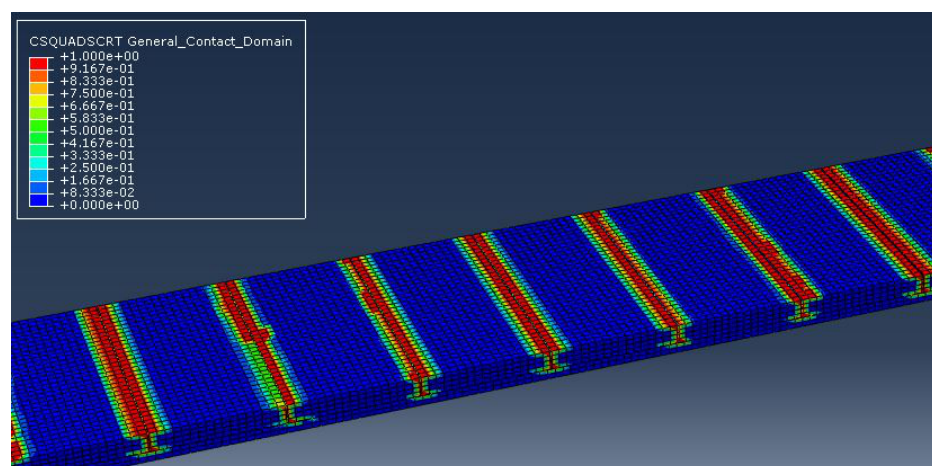 CSQUADSCRT General_Contact_Domain
+1.000e+00
+9.167e-01
+8.333e-01
+7.500e-01
+6.667e-01
+5.833e-01
+5.000e-01
+4.167e-01
+3.333e-01
+2.500e-01
+1.667e-01
+8.333e-02
+0.000e+00